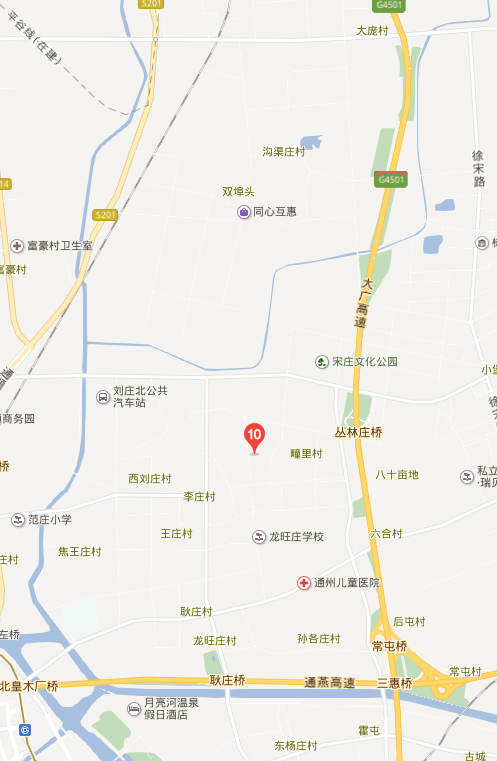 S201
G4501
平谷线(在建)
大庞村
沟渠庄村
徐宋路
G4501
14
双埠头
同心互惠
S201
富豪村卫生室
富豪村
大广高速
宋庄文化公园
刘庄北公共
汽车站
商务园
10
丛林庄桥
疃里村
桥
八十亩地
私立
·瑞贝
西刘庄村
李庄村
范庄小学
王庄村
龙旺庄学校
六合村
焦王庄村
庄村
通州儿童医院
耿庄村
后屯村
左桥
龙旺庄村
孙各庄村
常屯桥
常屯村
北皇木厂桥
耿庄桥
通燕高速
三惠桥
月亮河温泉
假日酒店
霍屯
东杨庄村
古城